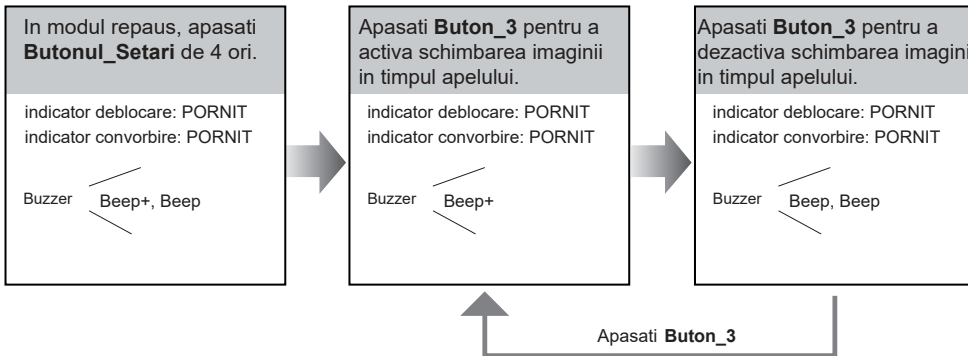 In modul repaus, apasati
Butonul_Setari de 4 ori.
indicator deblocare: PORNIT
indicator convorbire: PORNIT
Buzzer
Beep+, Beep
Apasati Buton_3 pentru a
activa schimbarea imaginii
in timpul apelului.
indicator deblocare: PORNIT
indicator convorbire: PORNIT
Buzzer
Beep+
Apasati Buton_3 pentru a
dezactiva schimbarea imaginii
in timpul apelului.
indicator deblocare: PORNIT
indicator convorbire: PORNIT
Buzzer
Beep, Beep
Apasati Buton_3